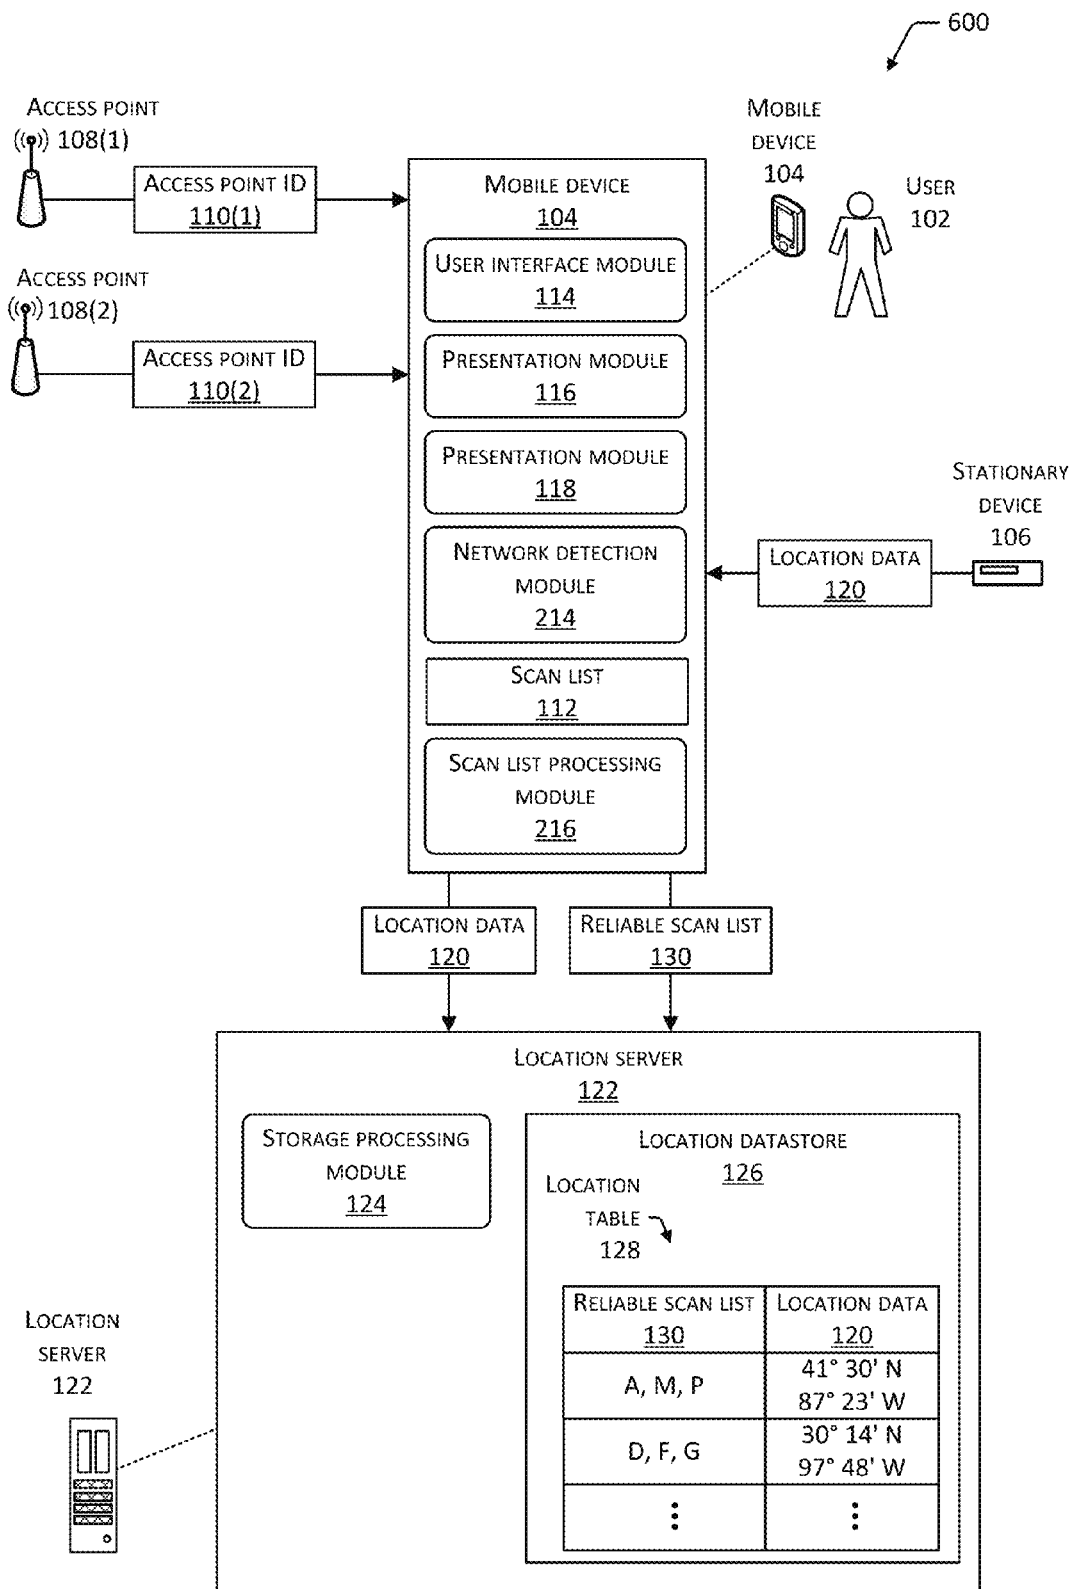 600
ACCESS POINT
108(1)
ACCESS POINT ID
110(1)
ACCESS POINT
108(2)
ACCESS POINT ID
110(2)
MOBILE DEVICE
104
USER INTERFACE MODULE
114
PRESENTATION MODULE
116
PRESENTATION MODULE
118
NETWORK DETECTION
MODULE
214
SCAN LIST
112
SCAN LIST PROCESSING
MODULE
216
MOBILE
DEVICE
104
USER
102
STATIONARY
DEVICE
106
LOCATION DATA
120
LOCATION DATA
120
RELIABLE SCAN LIST
130
LOCATION SERVER
122
STORAGE PROCESSING
MODULE
124
LOCATION DATASTORE
126
LOCATION
TABLE
128
RELIABLE SCAN LIST
130
LOCATION DATA
120
A, M, P
41° 30' N
87° 23' W
D, F, G
30° 14' N
97° 48' W
⋮
⋮
LOCATION
SERVER
122